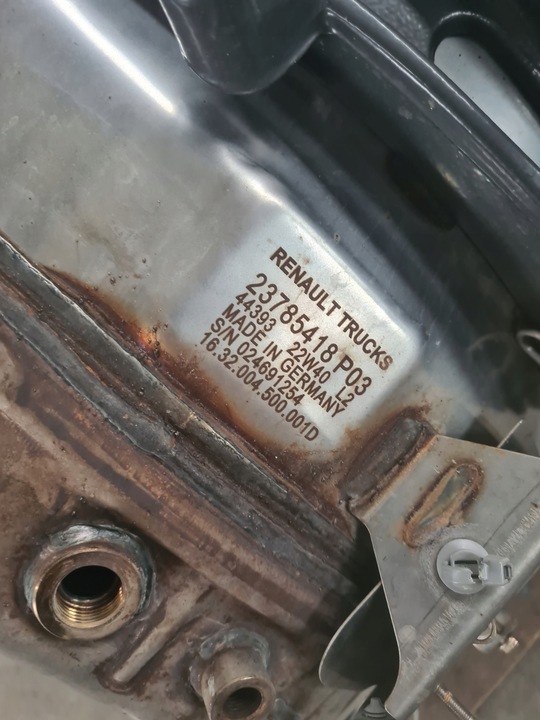 RENAULT TRUCKS
23785418 P03
44393 22W40 L2
MADE IN GERMANY
S/N 024691254
16.32.004.500.001D